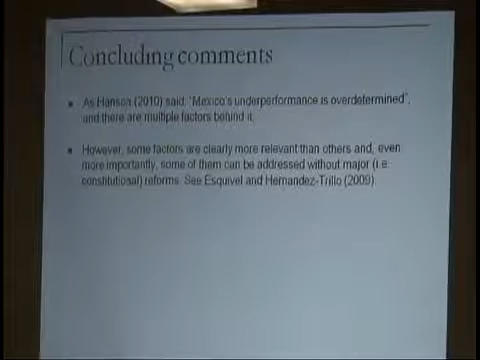 Concluding comments
As Hanson (2010) said: "Mexico's underperformance is overdetermined",
and there are multiple factors behind it.
However, some factors are clearly more relevant than others and, even
more importantly, some of them can be addressed without major (i.e.
constitutional) reforms. See Esquivel and Hernandez-Trillo (2009).